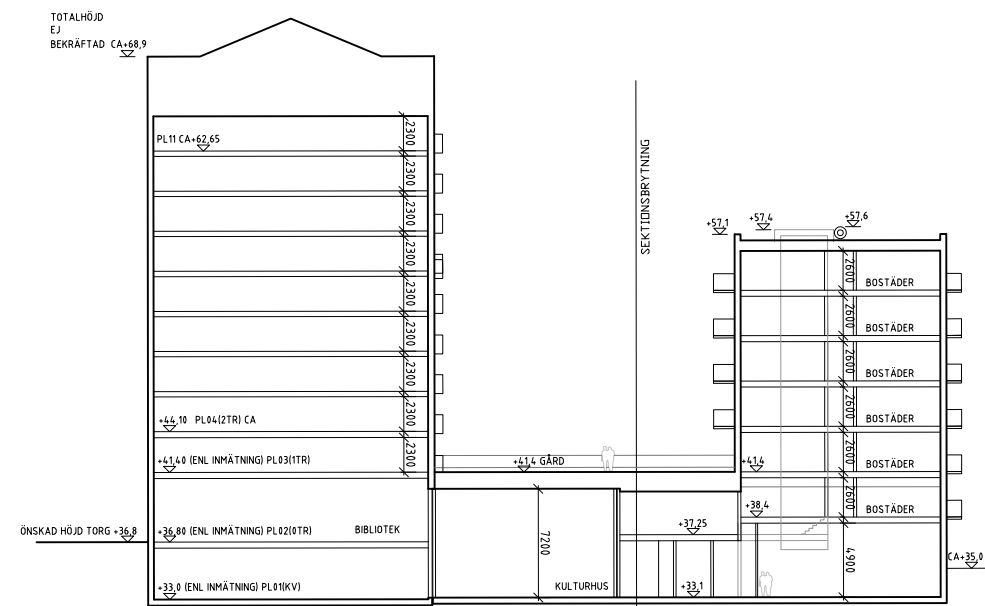 TOTALHÖJD
EJ
BEKRÄFTAD CA+68,9
PL11 CA+62,65
2300
2300
2300
2300
2300
2300
2300
2300
2300
+44,10 PL04(2TR) CA
+41,40 (ENL INMÄTNING) PL03(1TR)
ÖNSKAD HÖJD TORG +36,8
+36,80 (ENL INMÄTNING) PL02(0TR)
BIBLIOTEK
+33,0 (ENL INMÄTNING) PL01(KV)
SEKTIONSBRYTNING
+41,4 GÅRD
7200
KULTURHUS
+37,25
+33,1
+57,1
+57,4
+57,6
2600
BOSTÄDER
2600
BOSTÄDER
2600
BOSTÄDER
2600
BOSTÄDER
+41,4
2600
BOSTÄDER
+38,4
2600
BOSTÄDER
4900
CA+35,0